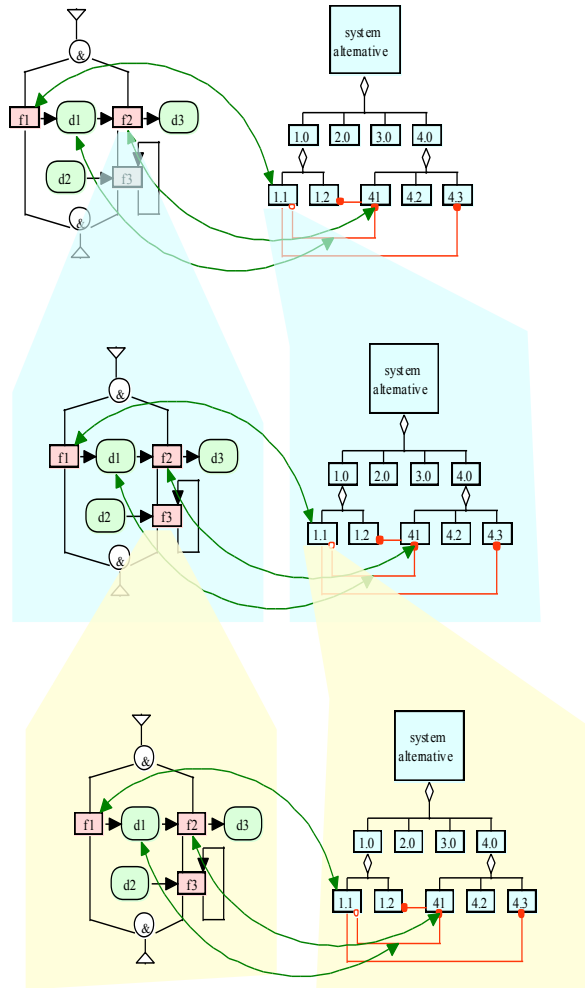 system
alternative
&
f1 d1 f2 d3
1.0 2.0 3.0 4.0
d2 f3
1.1 1.2 41 4.2 4.3
&
system
alternative
&
f1 d1 f2 d3
1.0 2.0 3.0 4.0
d2 f3
1.1 1.2 41 4.2 4.3
&
system
alternative
&
f1 d1 f2 d3
1.0 2.0 3.0 4.0
d2 f3
1.1 1.2 41 4.2 4.3
&